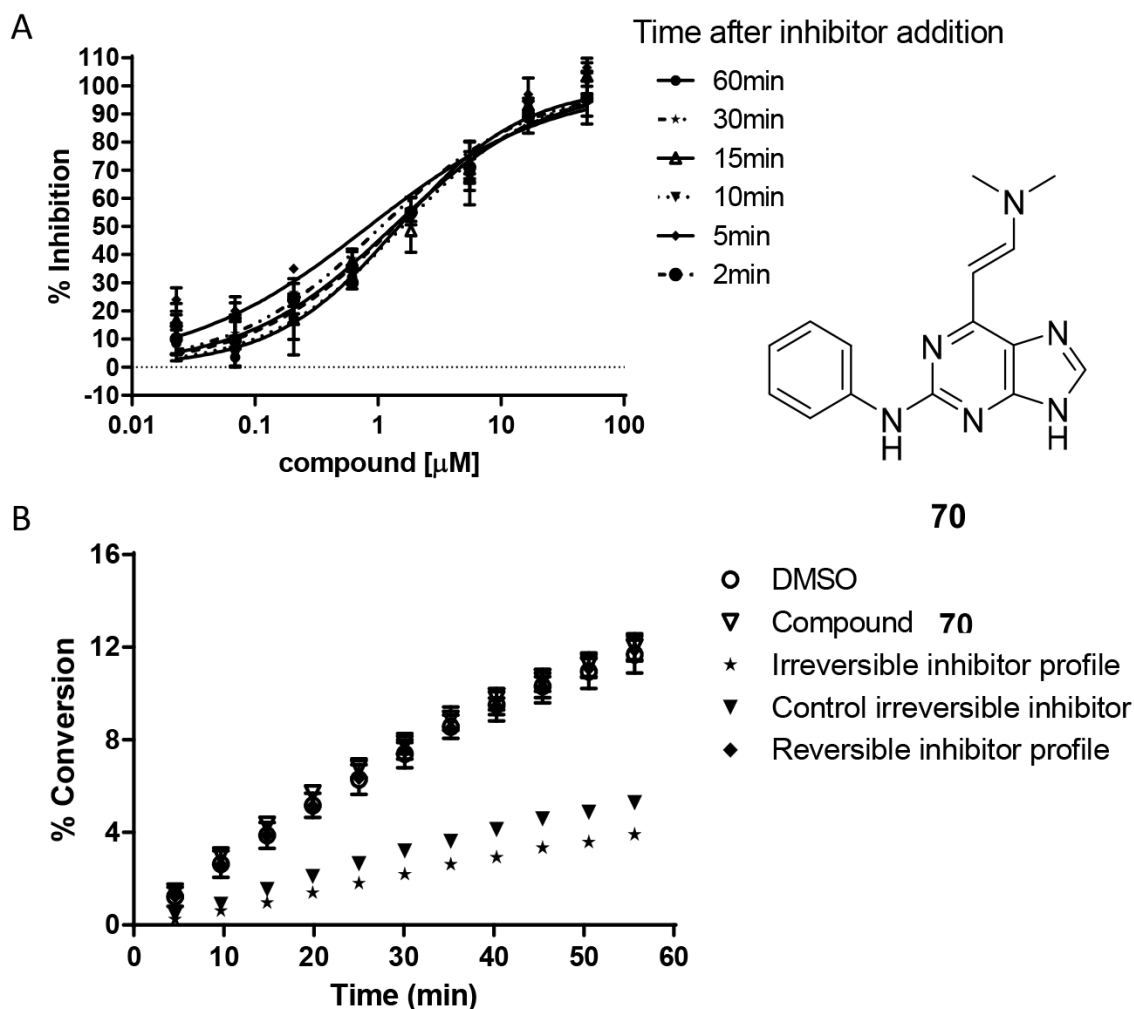 A
Time after inhibitor addition
60min
30min
15min
10min
5min
2min
% Inhibition
110
100
90
80
70
60
50
40
30
20
10
0
-10
0.01
0.1
1
10
100
compound [μM]
N
N
N
N
H
N
N
N
H
70
B
DMSO
Compound 70
Irreversible inhibitor profile
Control irreversible inhibitor
Reversible inhibitor profile
% Conversion
16
12
8
4
0
0
10
20
30
40
50
60
Time (min)